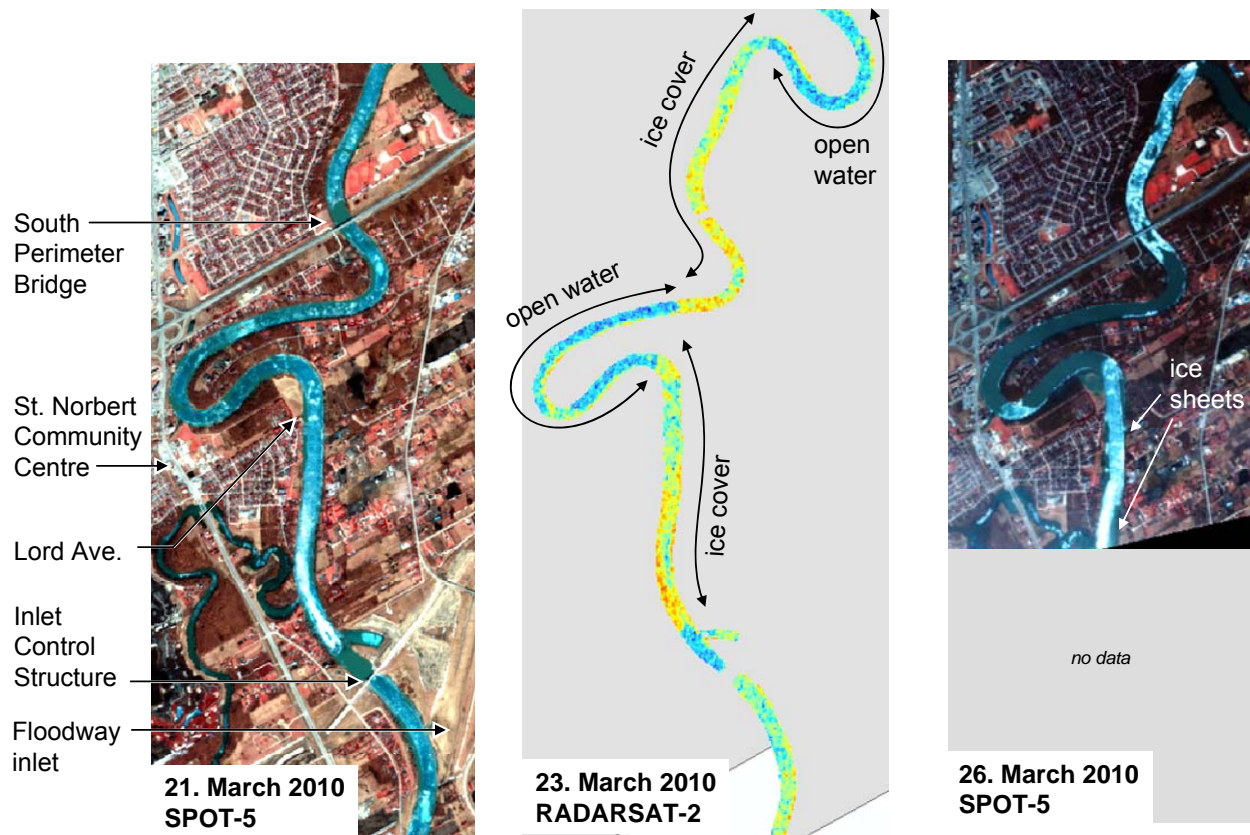 South
Perimeter
Bridge
St. Norbert
Community
Centre
Lord Ave.
Inlet
Control
Structure
Floodway
inlet
21. March 2010
SPOT-5
ice cover
open
water
open water
ice cover
23. March 2010
RADARSAT-2
ice
sheets
no data
26. March 2010
SPOT-5